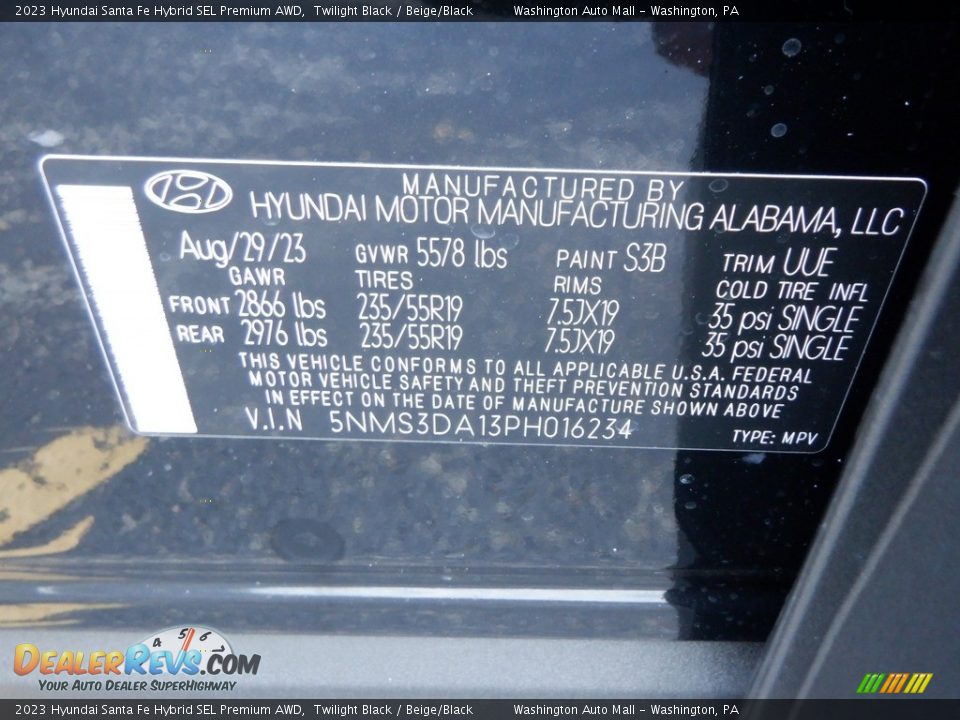 2023 Hyundai Santa Fe Hybrid SEL Premium AWD, Twilight Black / Beige/Black Washington Auto Mall - Washington, PA
MANUFACTURED BY
HYUNDAI MOTOR MANUFACTURING ALABAMA, LLC
Aug/29/23 GVWR 5578 lbs PAINT S3B TRIM UUE
GAWR TIRES RIMS COLD TIRE INFL
FRONT 2866 lbs 235/55R19 7.5JX19 35 psi SINGLE
REAR 2976 lbs 235/55R19 7.5JX19 35 psi SINGLE
THIS VEHICLE CONFORMS TO ALL APPLICABLE U.S.A. FEDERAL
MOTOR VEHICLE SAFETY AND THEFT PREVENTION STANDARDS
IN EFFECT ON THE DATE OF MANUFACTURE SHOWN ABOVE
V.I.N 5NMS3DA13PH016234 TYPE: MPV
4 5 6
DEALERREVS.COM
YOUR AUTO DEALER SUPERHIGHWAY
2023 Hyundai Santa Fe Hybrid SEL Premium AWD, Twilight Black / Beige/Black Washington Auto Mall - Washington, PA